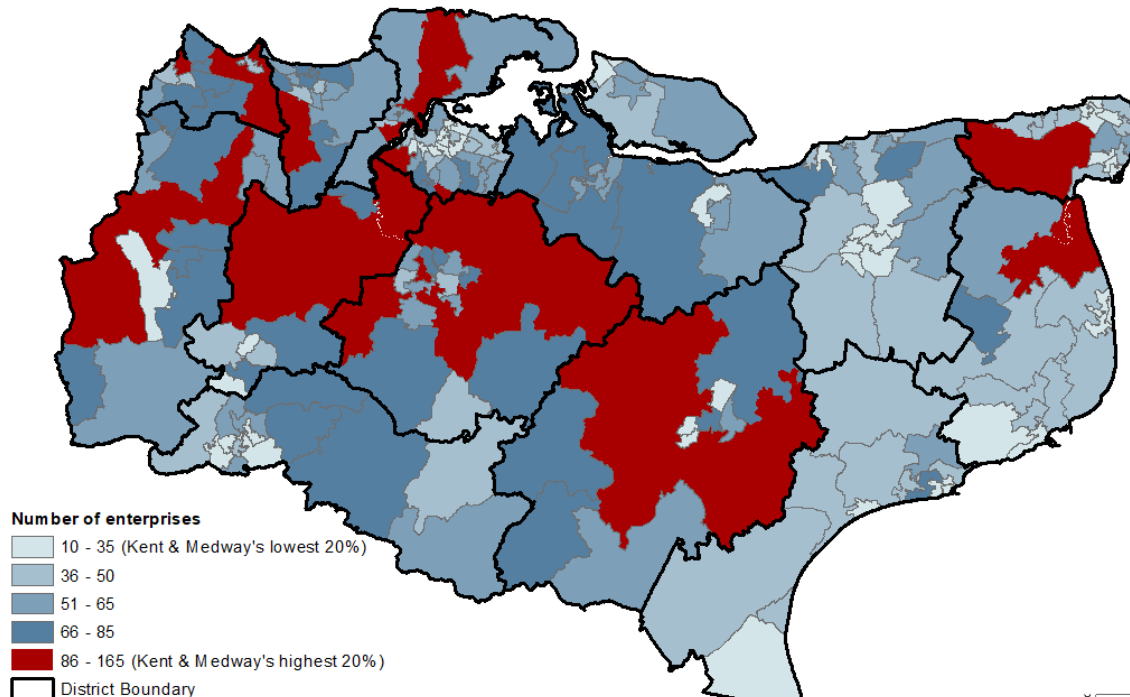 Number of enterprises
10 - 35 (Kent & Medway's lowest 20%)
36 - 50
51 - 65
66 - 85
86 - 165 (Kent & Medway's highest 20%)
District Boundary